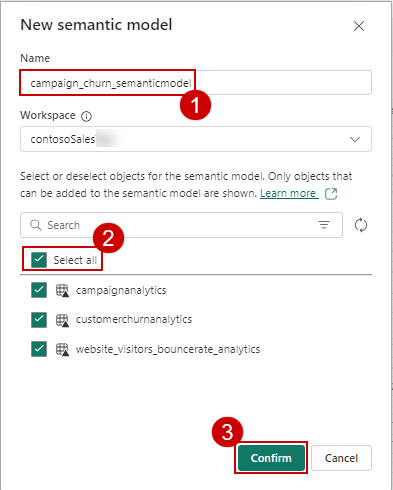 New semantic model
Name
campaign_churn_semanticmodel
1
Workspace
contosoSales
Select or deselect objects for the semantic model. Only objects that
can be added to the semantic model are shown. Learn more
Search
2
Select all
campaignanalytics
customerchurnanalytics
website_visitors_bouncerate_analytics
3
Confirm
Cancel